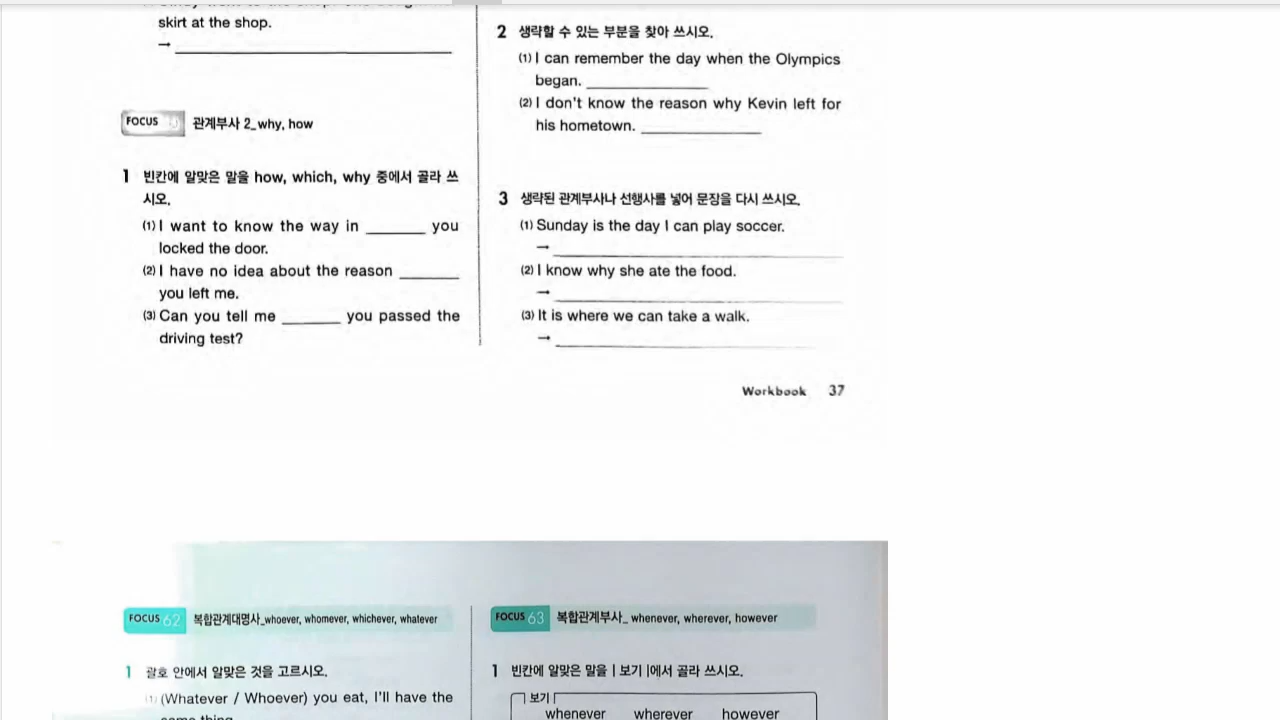 skirt at the shop.
→
FOCUS
관계부사 2_why, how
1 빈칸에 알맞은 말을 how, which, why 중에서 골라 쓰
시오.
(1) I want to know the way in ______ you
locked the door.
(2) I have no idea about the reason ______
you left me.
(3) Can you tell me ______ you passed the
driving test?
2 생략할 수 있는 부분을 찾아 쓰시오.
(1) I can remember the day when the Olympics
began. ______
(2) I don't know the reason why Kevin left for
his hometown. ______
3 생략된 관계부사나 선행사를 넣어 문장을 다시 쓰시오.
(1) Sunday is the day I can play soccer.
→
(2) I know why she ate the food.
→
(3) It is where we can take a walk.
→
Workbook 37
FOCUS 62 복합관계대명사_whoever, whomever, whichever, whatever
1 괄호 안에서 알맞은 것을 고르시오.
(1) (Whatever / Whoever) you eat, I'll have the
same thing.
FOCUS 63 복합관계부사_ whenever, wherever, however
1 빈칸에 알맞은 말을 | 보기 |에서 골라 쓰시오.
보기
whenever wherever however